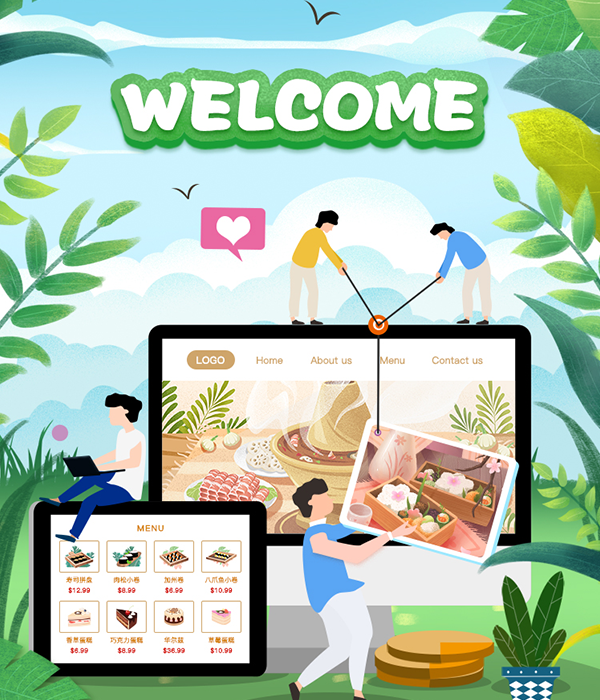 WELCOME
LOGO Home About us Menu Contact us
MENU
寿司拼盘 肉松小卷 加州卷 八爪鱼小卷
$12.99 $8.99 $6.99 $10.99
香草蛋糕 巧克力蛋糕 华尔兹 草莓蛋糕
$6.99 $8.99 $36.99 $10.99